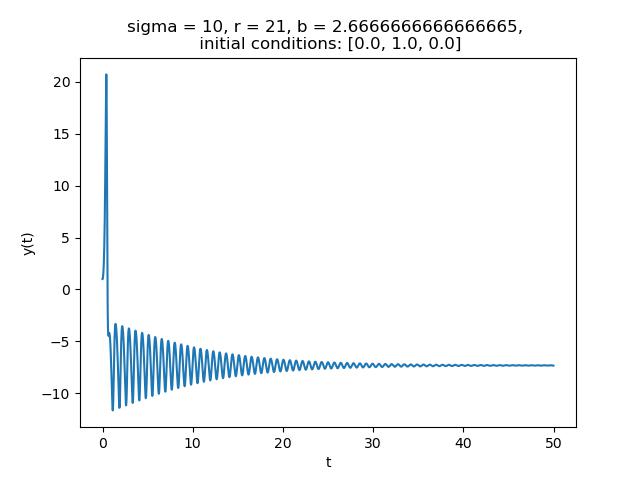 sigma = 10, r = 21, b = 2.6666666666666665,
initial conditions: [0.0, 1.0, 0.0]
20
15
10
5
0
−5
−10
y(t)
0 10 20 30 40 50
t